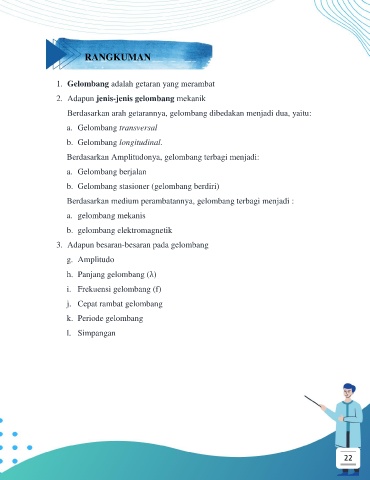 RANGKUMAN
1. Gelombang adalah getaran yang merambat
2. Adapun jenis-jenis gelombang mekanik
Berdasarkan arah getarannya, gelombang dibedakan menjadi dua, yaitu:
a. Gelombang transversal
b. Gelombang longitudinal.
Berdasarkan Amplitudonya, gelombang terbagi menjadi:
a. Gelombang berjalan
b. Gelombang stasioner (gelombang berdiri)
Berdasarkan medium perambatannya, gelombang terbagi menjadi :
a. gelombang mekanis
b. gelombang elektromagnetik
3. Adapun besaran-besaran pada gelombang
g. Amplitudo
h. Panjang gelombang (λ)
i. Frekuensi gelombang (f)
j. Cepat rambat gelombang
k. Periode gelombang
l. Simpangan
22